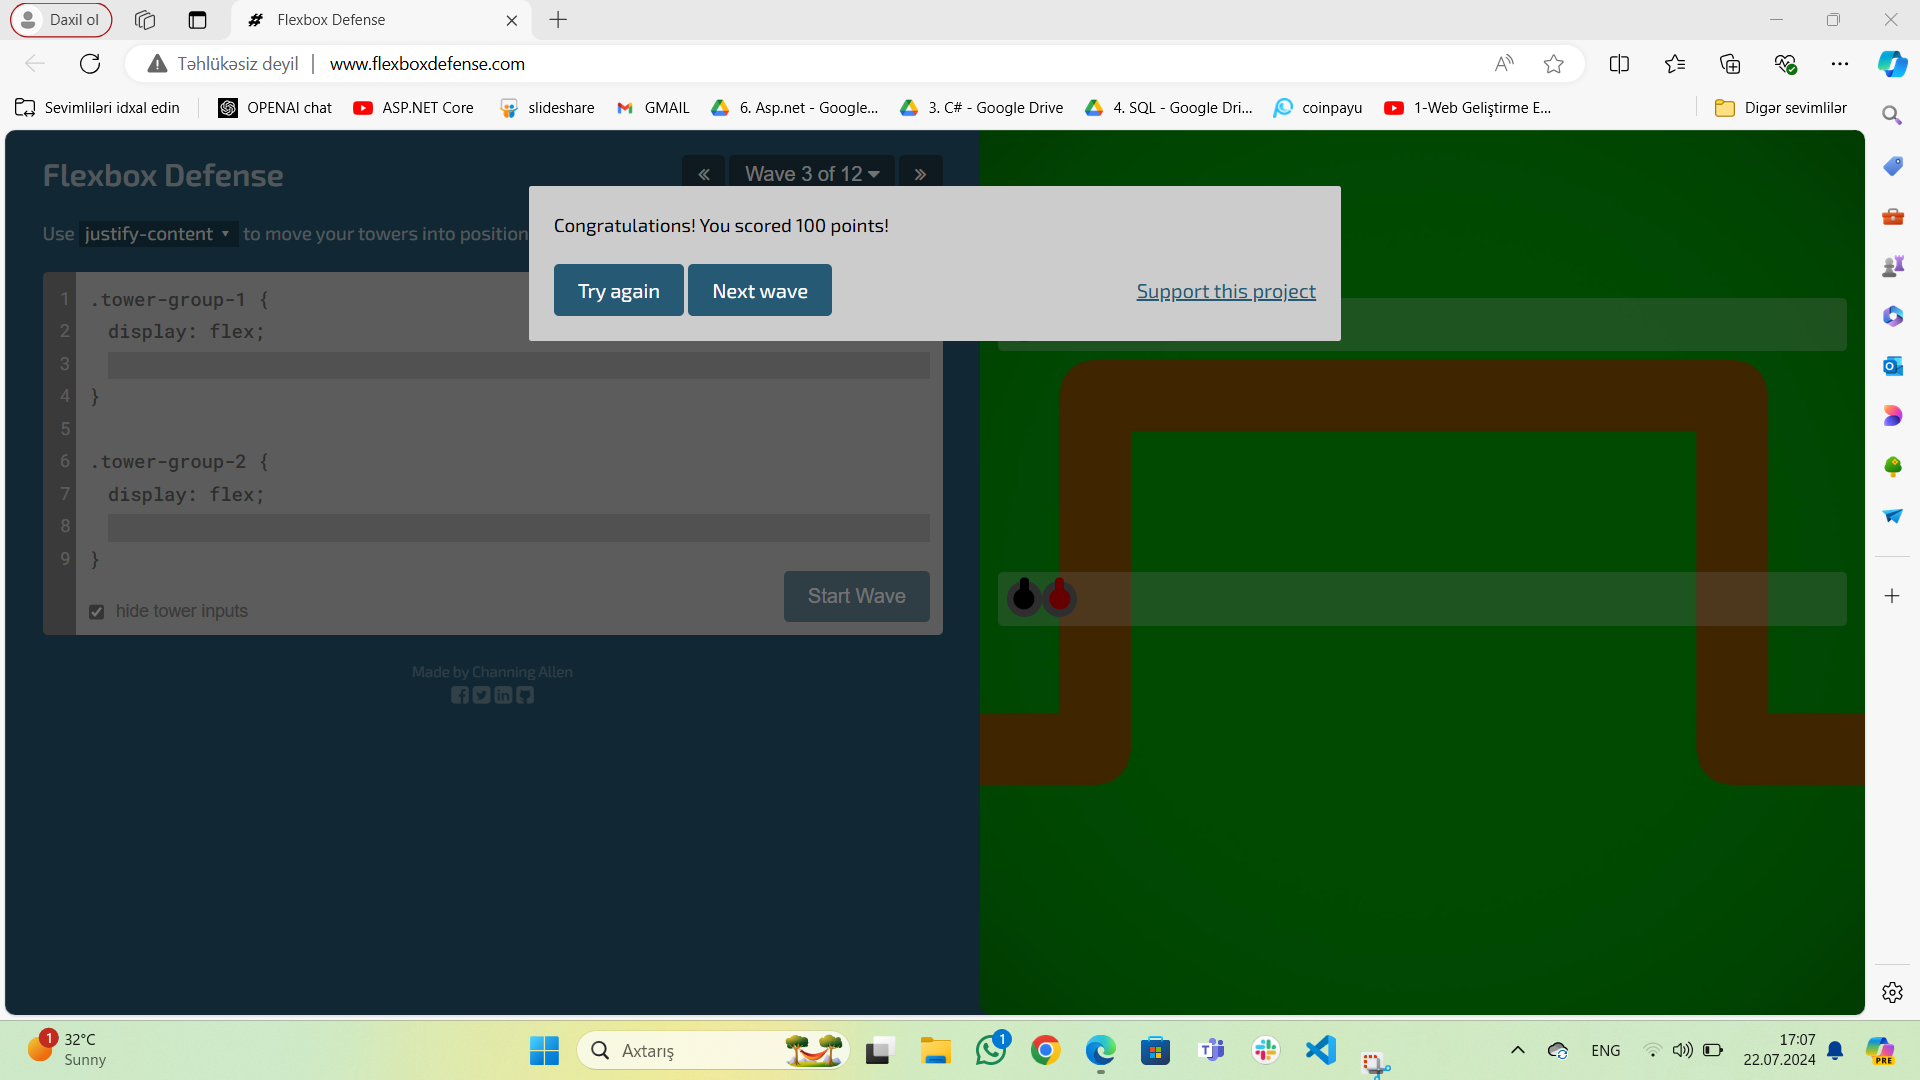 Daxil ol
Flexbox Defense
Təhlükəsiz deyil
www.flexboxdefense.com
Sevimliləri idxal edin
OPENAI chat
ASP.NET Core
slideshare
GMAIL
6. Asp.net - Google...
3. C# - Google Drive
4. SQL - Google Dri...
coinpayu
1-Web Geliştirme E...
Digər sevimlilər
Flexbox Defense
« Wave 3 of 12 »
Use justify-content to move your towers into position
Congratulations! You scored 100 points!
Try again
Next wave
Support this project
1 .tower-group-1 {
2 display: flex;
3
4 }
5
6 .tower-group-2 {
7 display: flex;
8
9 }
hide tower inputs
Start Wave
Made by Channing Allen
1
32°C
Sunny
Axtarış
1
ENG
17:07
22.07.2024
PRE